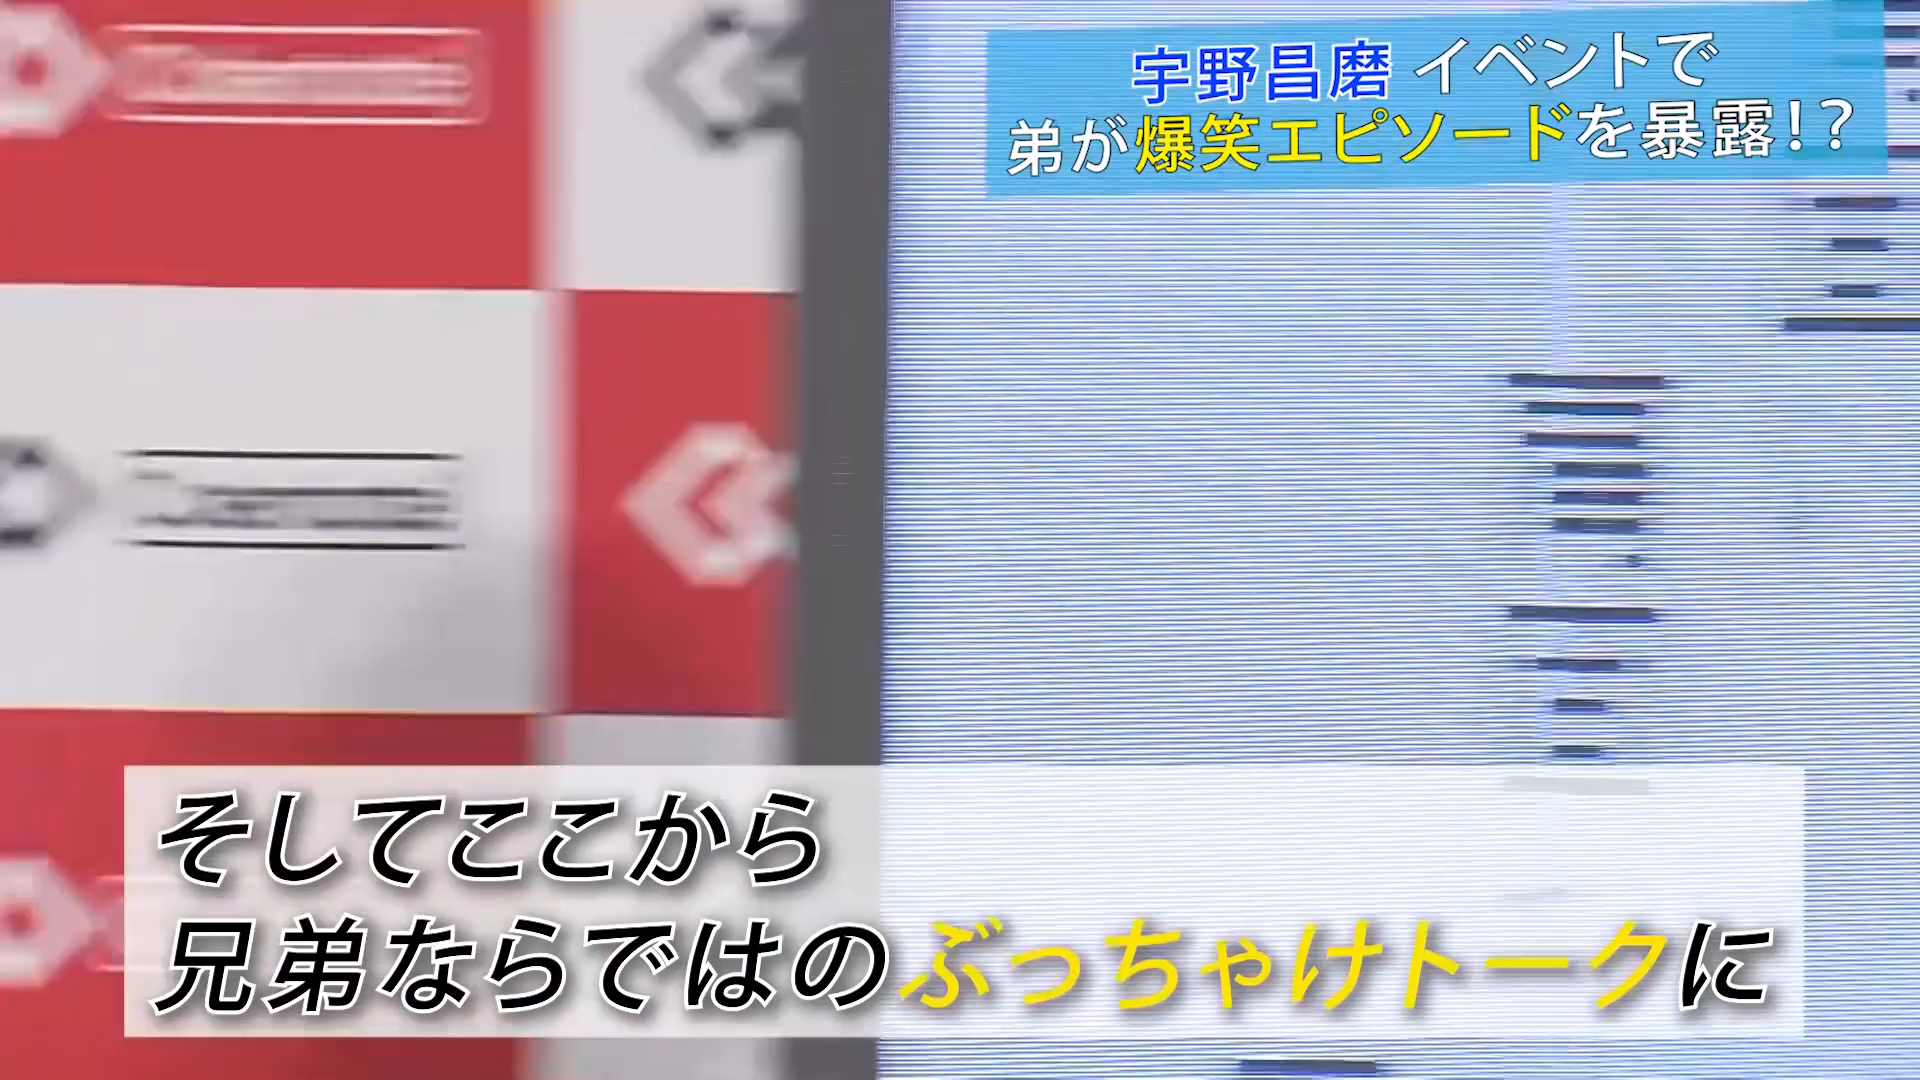 宇野昌磨 イベントで
弟が爆笑エピソードを暴露！？
そしてここから
兄弟ならではのぶっちゃけトークに